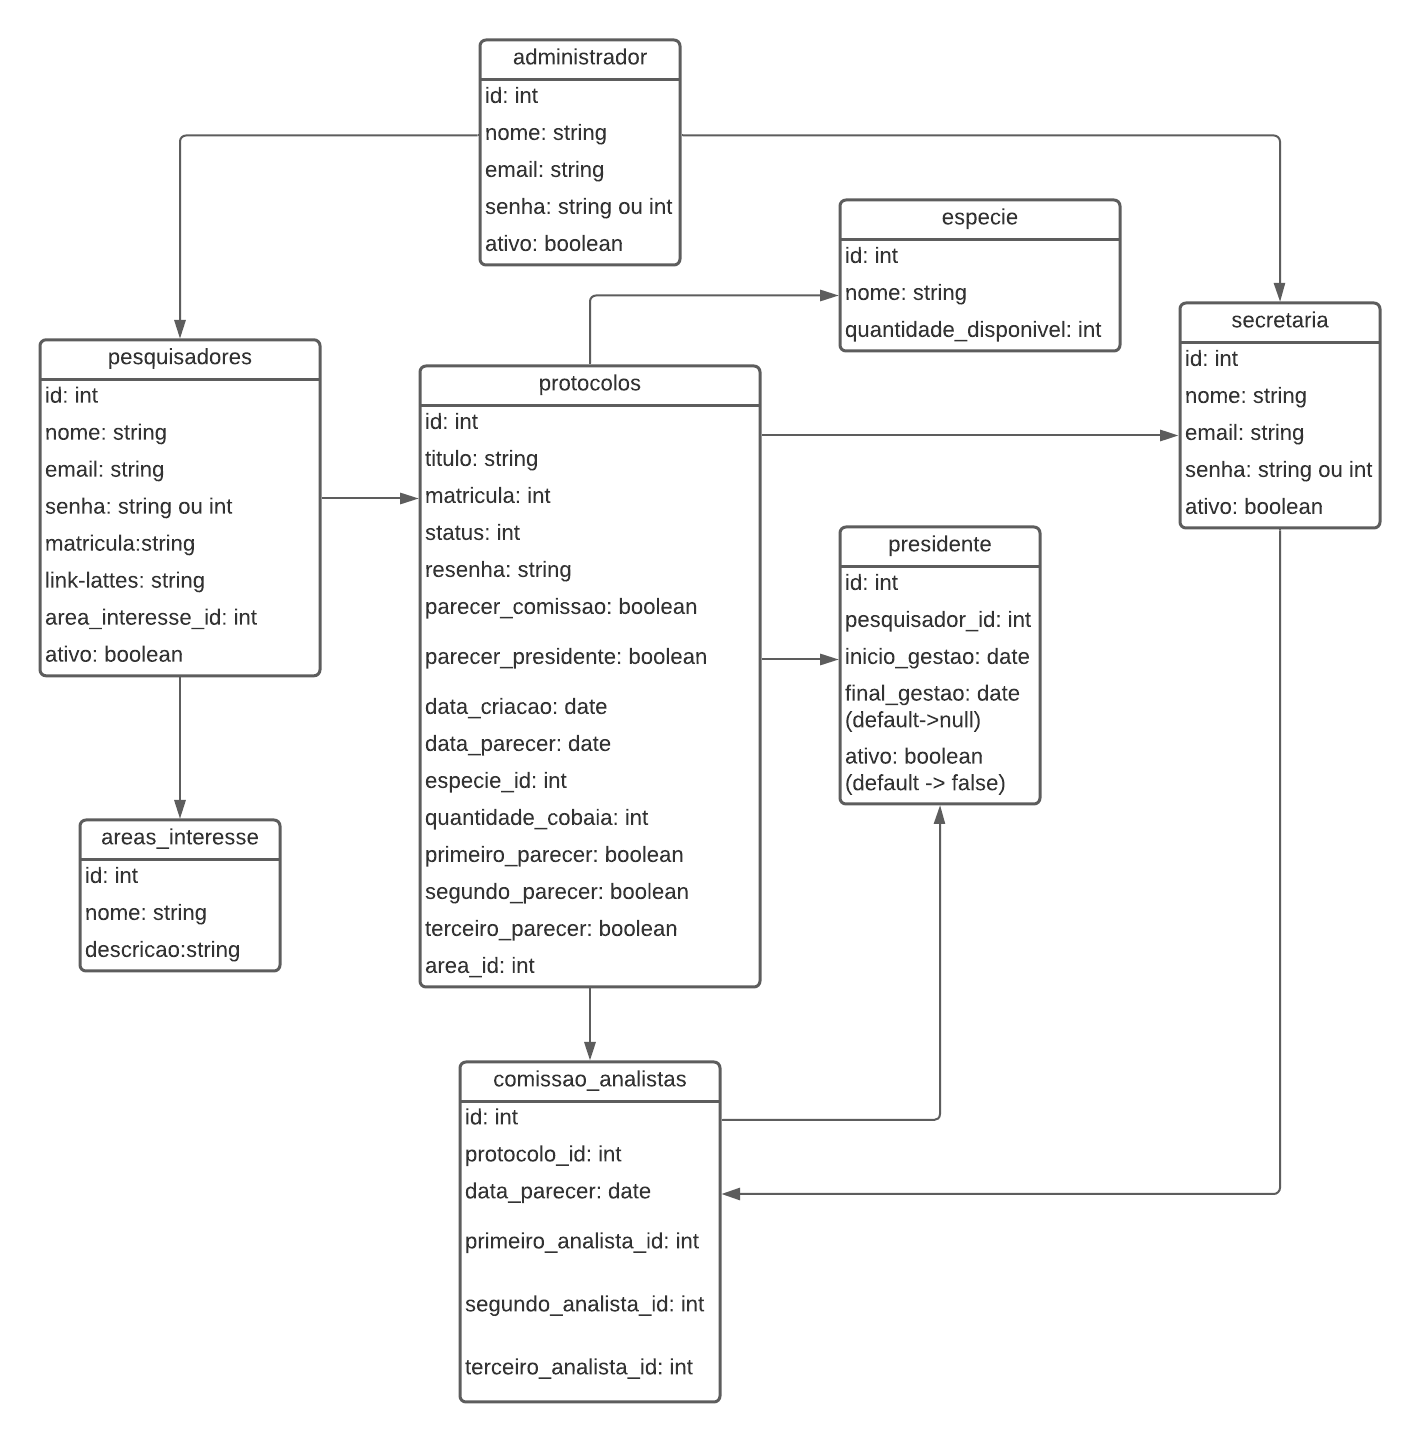 administrador
id: int
nome: string
email: string
senha: string ou int
ativo: boolean
especie
id: int
nome: string
quantidade_disponivel: int
secretaria
id: int
nome: string
email: string
senha: string ou int
ativo: boolean
pesquisadores
id: int
nome: string
email: string
senha: string ou int
matricula:string
link-lattes: string
area_interesse_id: int
ativo: boolean
protocolos
id: int
titulo: string
matricula: int
status: int
resenha: string
parecer_comissao: boolean
parecer_presidente: boolean
data_criacao: date
data_parecer: date
especie_id: int
quantidade_cobaia: int
primeiro_parecer: boolean
segundo_parecer: boolean
terceiro_parecer: boolean
area_id: int
presidente
id: int
pesquisador_id: int
inicio_gestao: date
final_gestao: date
(default->null)
ativo: boolean
(default -> false)
areas_interesse
id: int
nome: string
descricao:string
comissao_analistas
id: int
protocolo_id: int
data_parecer: date
primeiro_analista_id: int
segundo_analista_id: int
terceiro_analista_id: int